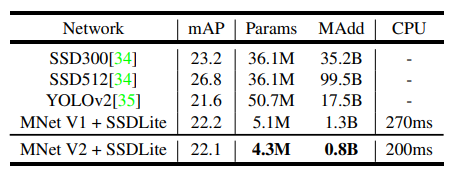 Network mAP Params MAdd CPU
SSD300[34] 23.2 36.1M 35.2B -
SSD512[34] 26.8 36.1M 99.5B -
YOLOv2[35] 21.6 50.7M 17.5B -
MNet V1 + SSDLite 22.2 5.1M 1.3B 270ms
MNet V2 + SSDLite 22.1 4.3M 0.8B 200ms